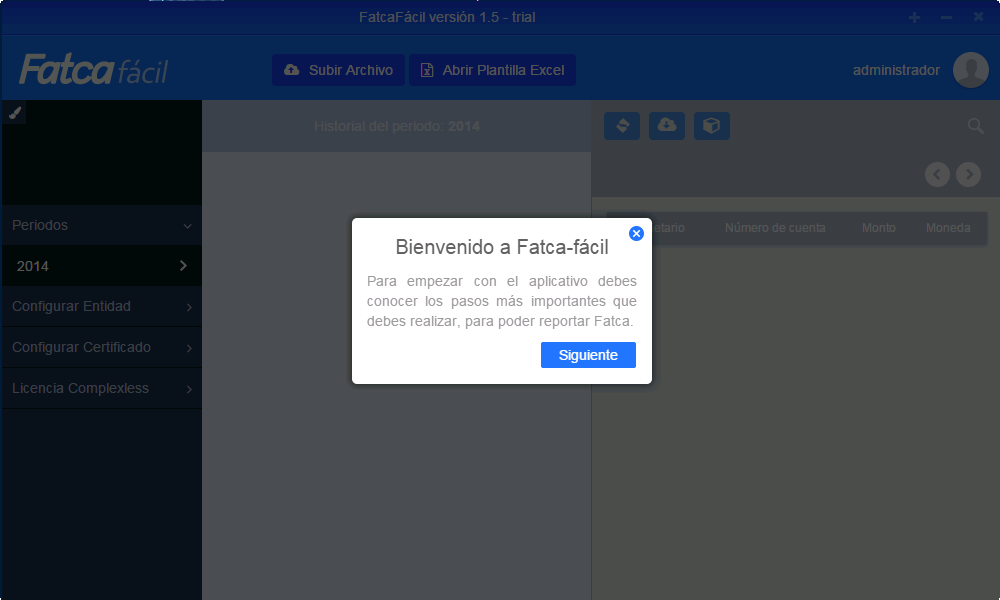 FatcaFácil versión 1.5 - trial
Fatca fácil
Subir Archivo
Abrir Plantilla Excel
administrador
Historial del periodo: 2014
Periodos
2014
Configurar Entidad
Configurar Certificado
Licencia Complexless
etario
Número de cuenta
Monto
Moneda
Bienvenido a Fatca-fácil
Para empezar con el aplicativo debes
conocer los pasos más importantes que
debes realizar, para poder reportar Fatca.
Siguiente